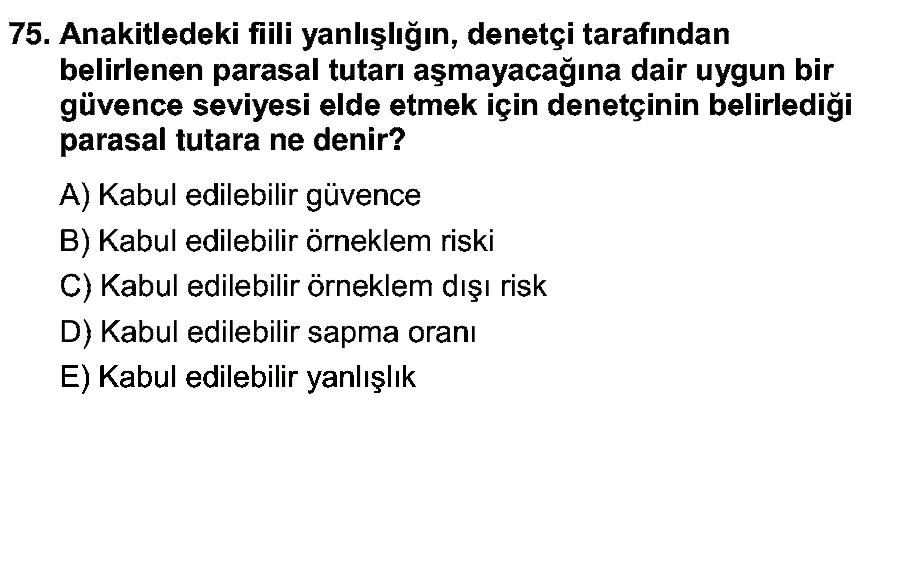 75. Anakitledeki fiili yanlışlığın, denetçi tarafından
belirlenen parasal tutarı aşmayacağına dair uygun bir
güvence seviyesi elde etmek için denetçinin belirlediği
parasal tutara ne denir?
A) Kabul edilebilir güvence
B) Kabul edilebilir örneklem riski
C) Kabul edilebilir örneklem dışı risk
D) Kabul edilebilir sapma oranı
E) Kabul edilebilir yanlışlık